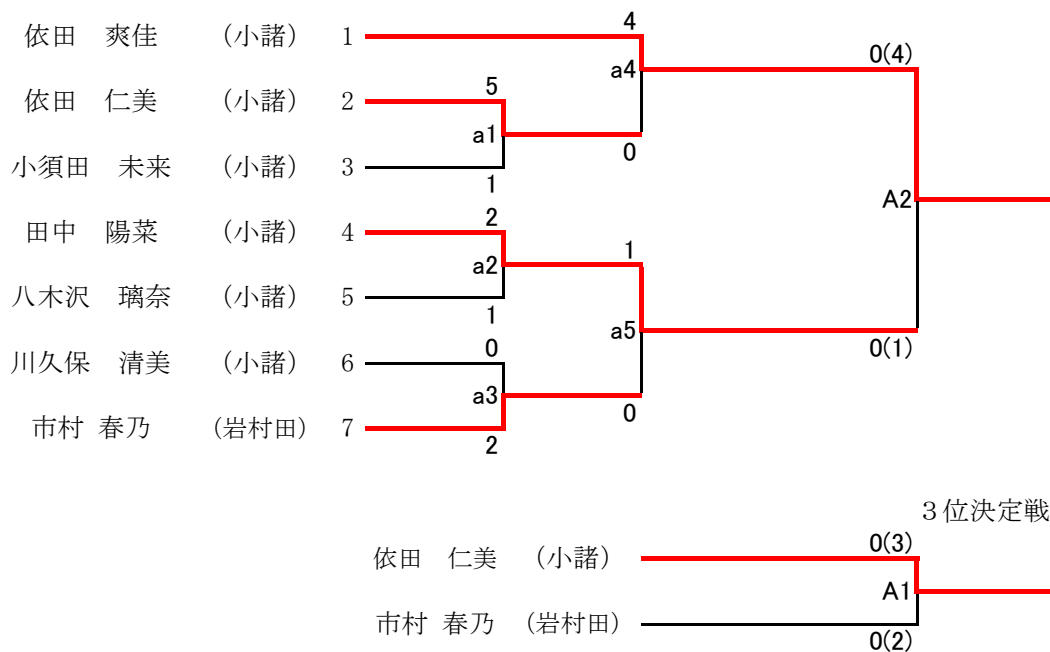 依田　爽佳　（小諸）　1
4
0(4)
a4
依田　仁美　（小諸）　2
5
a1
0
小須田　未来　（小諸）　3
1
A2
田中　陽菜　（小諸）　4
2
1
a2
八木沢　璃奈　（小諸）　5
1
a5
0(1)
川久保　清美　（小諸）　6
0
a3
0
市村 春乃　（岩村田）　7
2
３位決定戦
依田　仁美　（小諸）
0(3)
A1
市村 春乃　（岩村田）
0(2)